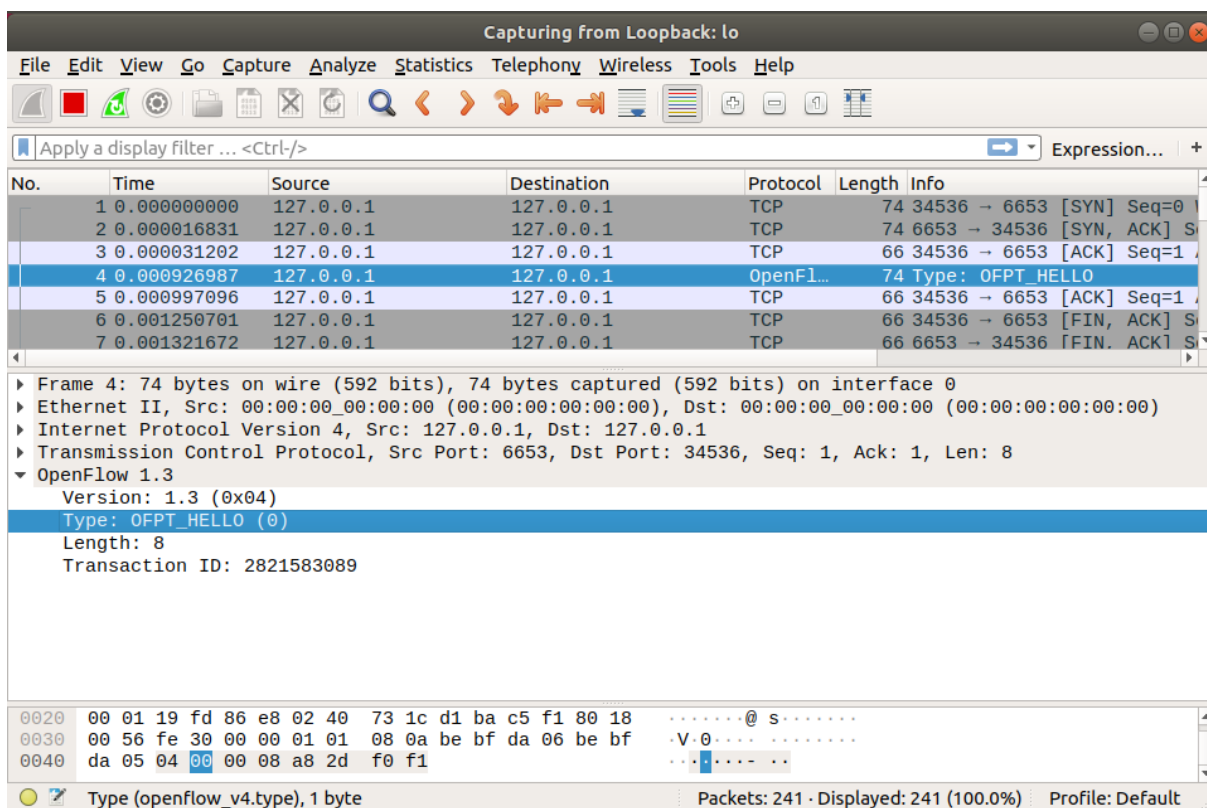 Capturing from Loopback: lo
File Edit View Go Capture Analyze Statistics Telephony Wireless Tools Help
Apply a display filter … <Ctrl-/> Expression… +
No. Time Source Destination Protocol Length Info
1 0.000000000 127.0.0.1 127.0.0.1 TCP 74 34536 → 6653 [SYN] Seq=0
2 0.000016831 127.0.0.1 127.0.0.1 TCP 74 6653 → 34536 [SYN, ACK] S
3 0.000031202 127.0.0.1 127.0.0.1 TCP 66 34536 → 6653 [ACK] Seq=1
4 0.000926987 127.0.0.1 127.0.0.1 OpenFl… 74 Type: OFPT_HELLO
5 0.000997096 127.0.0.1 127.0.0.1 TCP 66 34536 → 6653 [ACK] Seq=1
6 0.001250701 127.0.0.1 127.0.0.1 TCP 66 34536 → 6653 [FIN, ACK] S
7 0.001321672 127.0.0.1 127.0.0.1 TCP 66 6653 → 34536 [FIN, ACK] S
Frame 4: 74 bytes on wire (592 bits), 74 bytes captured (592 bits) on interface 0
Ethernet II, Src: 00:00:00_00:00:00 (00:00:00:00:00:00), Dst: 00:00:00_00:00:00 (00:00:00:00:00:00)
Internet Protocol Version 4, Src: 127.0.0.1, Dst: 127.0.0.1
Transmission Control Protocol, Src Port: 6653, Dst Port: 34536, Seq: 1, Ack: 1, Len: 8
OpenFlow 1.3
Version: 1.3 (0x04)
Type: OFPT_HELLO (0)
Length: 8
Transaction ID: 2821583089
0020 00 01 19 fd 86 e8 02 40 73 1c d1 ba c5 f1 80 18 ·······@ s·······
0030 00 56 fe 30 00 00 01 01 08 0a be bf da 06 be bf ·V·0···· ········
0040 da 05 04 00 00 08 a8 2d f0 f1 ·······- ··
Type (openflow_v4.type), 1 byte Packets: 241 · Displayed: 241 (100.0%) Profile: Default